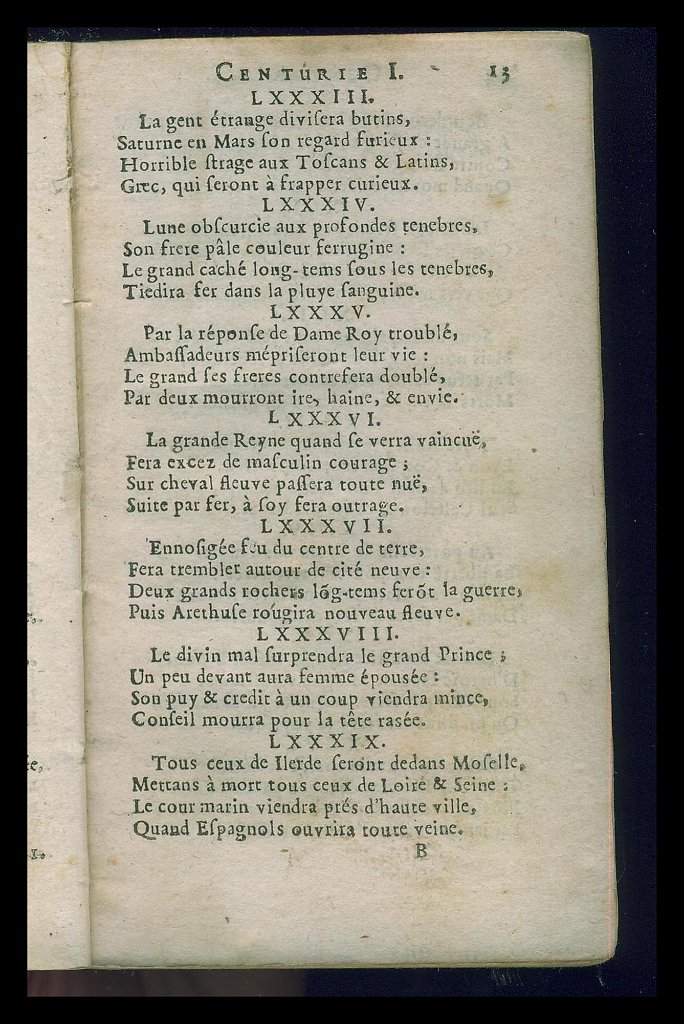 CENTURIE I. 13
LXXXIII.
La gent étrange diviſera butins,
Saturne en Mars ſon regard furieux :
Horrible ſtrage aux Toſcans & Latins,
Grec, qui ſeront à frapper curieux.
LXXXIV.
Lune obſcurcie aux profondes tenebres,
Son frere pâle couleur ferrugine :
Le grand caché long-tems ſous les tenebres,
Tiedira fer dans la pluye ſanguine.
LXXXV.
Par la réponſe de Dame Roy troublé,
Ambaſſadeurs mépriſeront leur vie :
Le grand ſes freres contrefera doublé,
Par deux mourront ire, haine, & envie.
LXXXVI.
La grande Reyne quand ſe verra vaincuë,
Fera excez de maſculin courage ;
Sur cheval fleuve paſſera toute nuë,
Suite par fer, à ſoy fera outrage.
LXXXVII.
Ennoſigée feu du centre de terre,
Fera trembler autour de cité neuve :
Deux grands rochers lõg-tems ferõt la guerre,
Puis Arethuſe rougira nouveau fleuve.
LXXXVIII.
Le divin mal ſurprendra le grand Prince ;
Un peu devant aura femme épouſée :
Son puy & credit à un coup viendra mince,
Conſeil mourra pour la tête raſée.
LXXXIX.
Tous ceux de Ilerde ſeront dedans Moſelle,
Mettans à mort tous ceux de Loire & Seine :
Le cour marin viendra prés d'haute ville,
Quand Eſpagnols ouvrira toute veine.
B